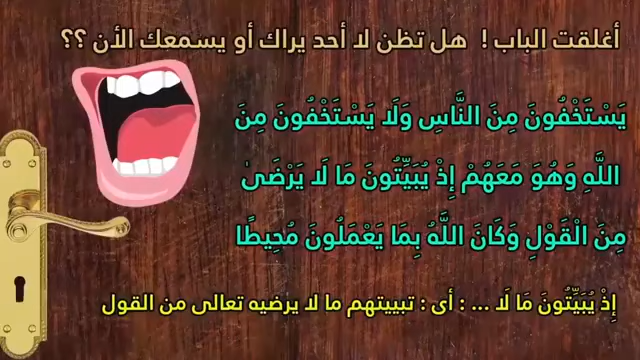 أغلقت الباب ! هل تظن لا أحد يراك أو يسمعك الأن ؟؟
يَسْتَخْفُونَ مِنَ النَّاسِ وَلَا يَسْتَخْفُونَ مِنَ
اللَّهِ وَهُوَ مَعَهُمْ إِذْ يُبَيِّتُونَ مَا لَا يَرْضَىٰ
مِنَ الْقَوْلِ وَكَانَ اللَّهُ بِمَا يَعْمَلُونَ مُحِيطًا
إِذْ يُبَيِّتُونَ مَا لَا ... : أى : تبييتهم ما لا يرضيه تعالى من القول